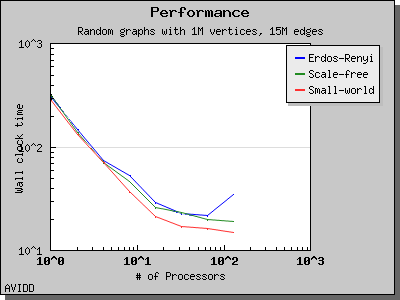 Performance
Random graphs with 1M vertices, 15M edges
Erdos-Renyi
Scale-free
Small-world
Wall clock time
10^3
10^2
10^1
10^0
10^1
10^2
10^3
# of Processors
AVIDD